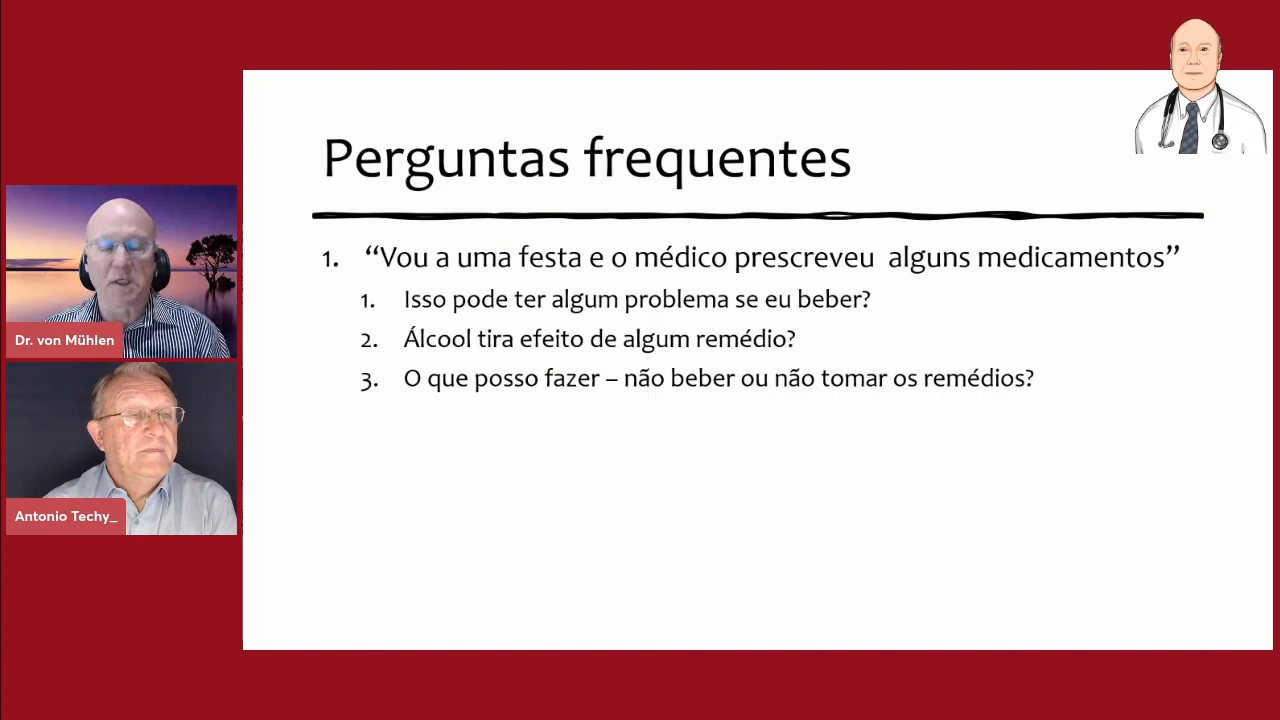 Perguntas frequentes
1. “Vou a uma festa e o médico prescreveu alguns medicamentos”
1. Isso pode ter algum problema se eu beber?
2. Álcool tira efeito de algum remédio?
3. O que posso fazer – não beber ou não tomar os remédios?
Dr. von Mühlen
Antonio Techy_